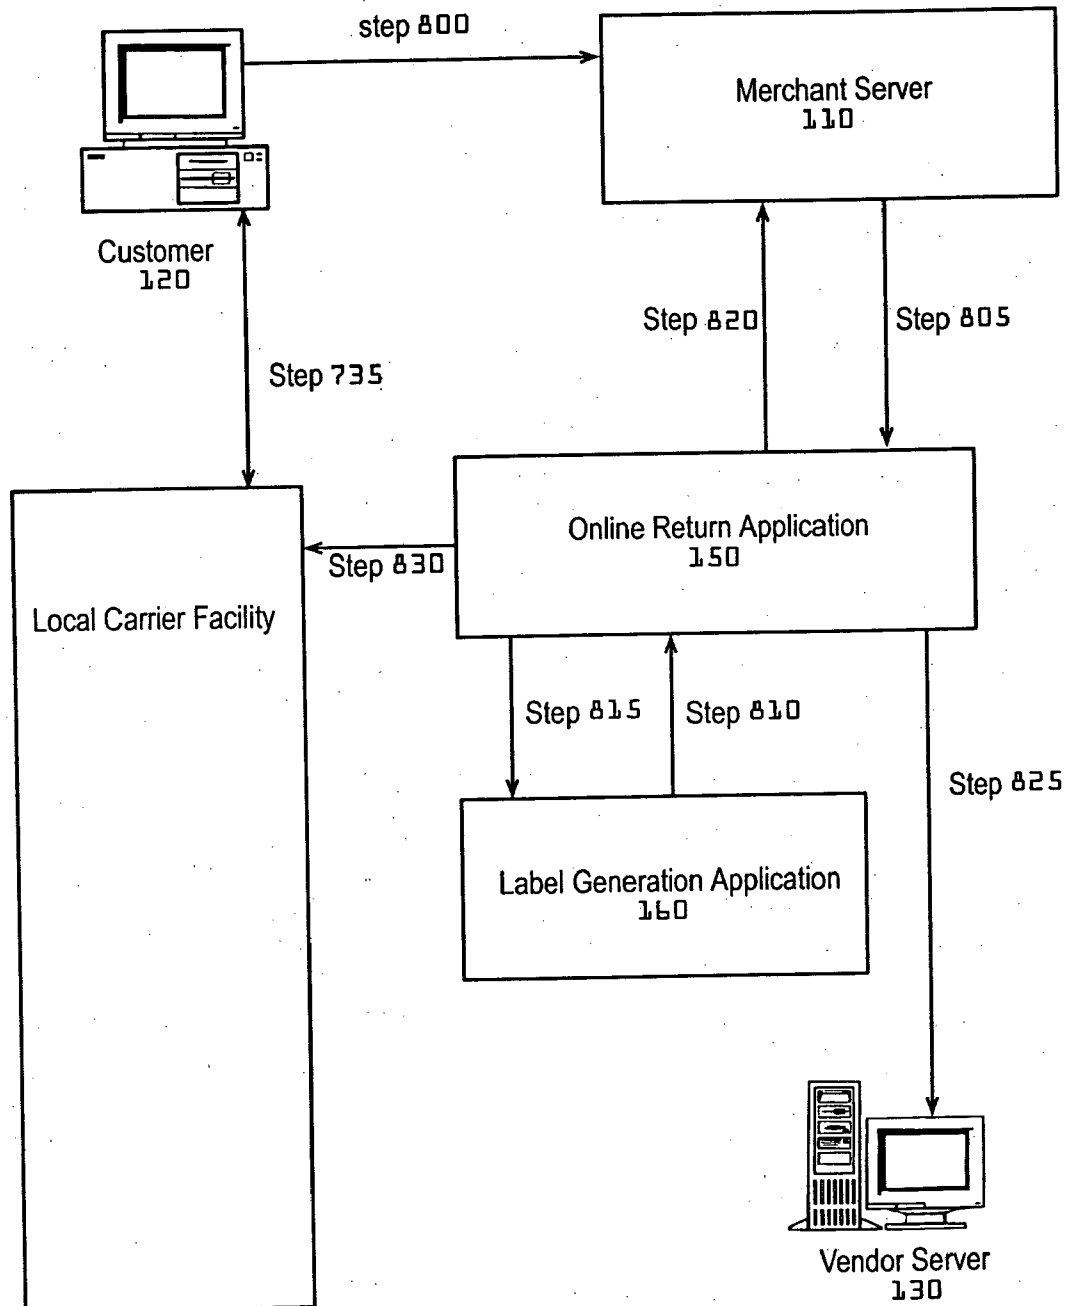 step 800
Merchant Server
110
Customer
120
Step 820
Step 805
Step 735
Online Return Application
150
Step 830
Local Carrier Facility
Step 815
Step 810
Step 825
Label Generation Application
160
Vendor Server
130